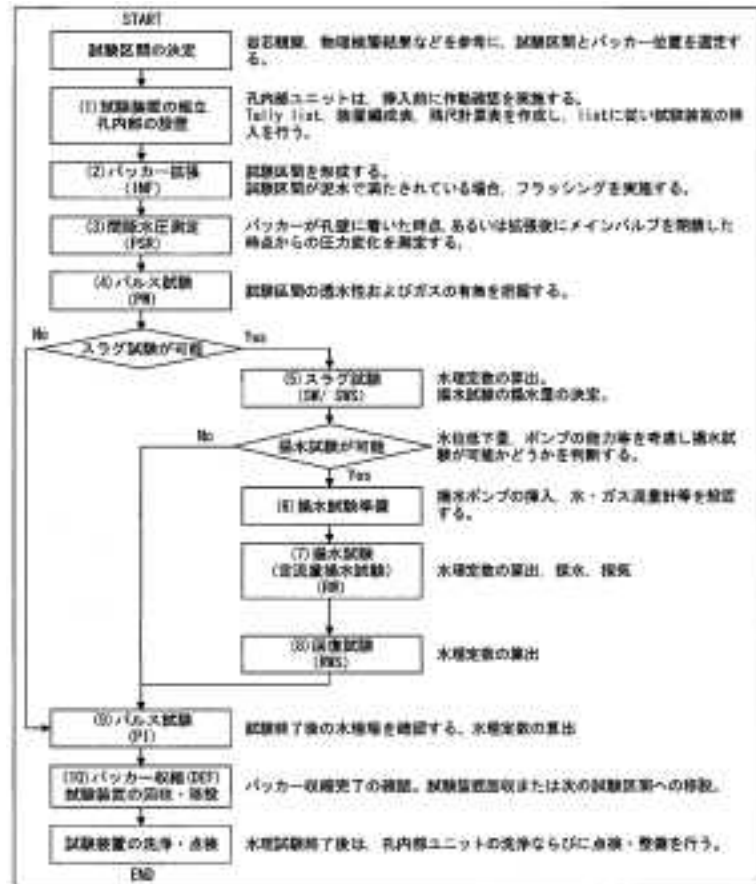 START
試験区間の決定
岩芯観察、物理検層結果などを参考に、試験区間とパッカー位置を選定す
る。
(1)試験装置の組立
孔内部の設置
孔内部ユニットは、挿入前に作動確認を実施する。
Tally list、装置編成表、残尺計算表を作成し、listに従い試験装置の挿
入を行う。
(2)パッカー拡張
(INF)
試験区間を形成する。
試験区間が泥水で満たされている場合、フラッシングを実施する。
(3)間隙水圧測定
(PSR)
パッカーが孔壁に着いた時点、あるいは拡張後にメインバルブを閉鎖した
時点からの圧力変化を測定する。
(4)パルス試験
(PW)
試験区間の透水性およびガスの有無を把握する。
No
スラグ試験が可能
Yes
(5)スラグ試験
(SW/ SWS)
水理定数の算出。
揚水試験の揚水量の決定。
No
揚水試験が可能
水位低下量、ポンプの能力等を考慮し揚水試
験が可能かどうかを判断する。
Yes
(6)揚水試験準備
揚水ポンプの挿入、水・ガス流量計等を設置
する。
(7)揚水試験
(定流量揚水試験)
(RW)
水理定数の算出、採水、採気
(8)回復試験
(RWS)
水理定数の算出
(9)パルス試験
(PI)
試験終了後の水理場を確認する、水理定数の算出
(10)パッカー収縮(DEF)
試験装置の回収・移設
パッカー収縮完了の確認。試験装置回収または次の試験区間への移設。
試験装置の洗浄・点検
水理試験終了後は、孔内部ユニットの洗浄ならびに点検・整備を行う。
END